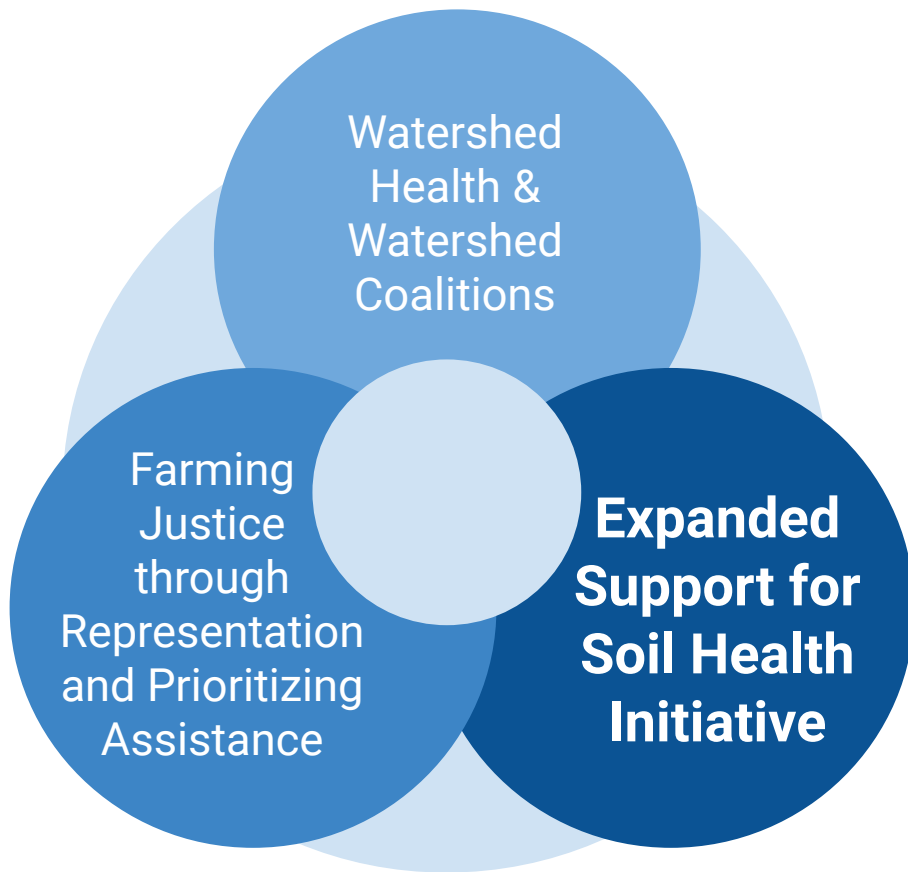 Watershed
Health &
Watershed
Coalitions
Farming
Justice
through
Representation
and Prioritizing
Assistance
Expanded
Support for
Soil Health
Initiative